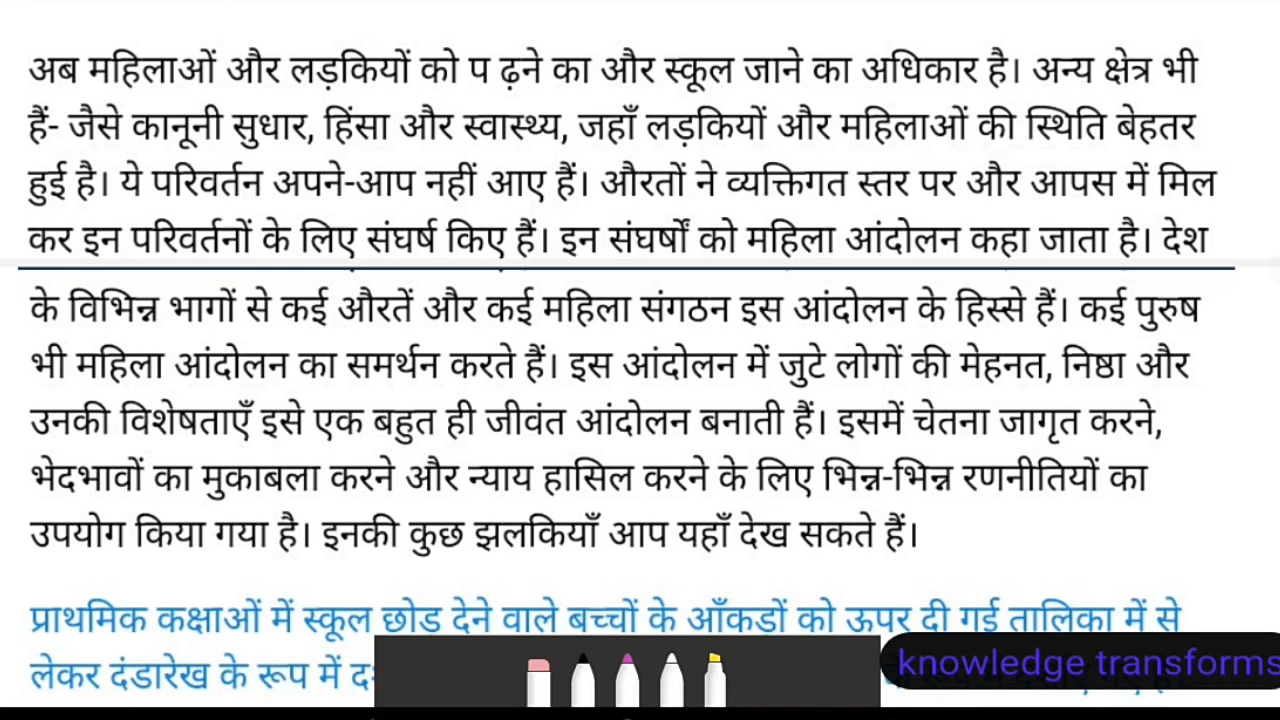 अब महिलाओं और लड़कियों को प ढ़ने का और स्कूल जाने का अधिकार है। अन्य क्षेत्र भी
हैं- जैसे कानूनी सुधार, हिंसा और स्वास्थ्य, जहाँ लड़कियों और महिलाओं की स्थिति बेहतर
हुई है। ये परिवर्तन अपने-आप नहीं आए हैं। औरतों ने व्यक्तिगत स्तर पर और आपस में मिल
कर इन परिवर्तनों के लिए संघर्ष किए हैं। इन संघर्षों को महिला आंदोलन कहा जाता है। देश
के विभिन्न भागों से कई औरतें और कई महिला संगठन इस आंदोलन के हिस्से हैं। कई पुरुष
भी महिला आंदोलन का समर्थन करते हैं। इस आंदोलन में जुटे लोगों की मेहनत, निष्ठा और
उनकी विशेषताएँ इसे एक बहुत ही जीवंत आंदोलन बनाती हैं। इसमें चेतना जागृत करने,
भेदभावों का मुकाबला करने और न्याय हासिल करने के लिए भिन्न-भिन्न रणनीतियों का
उपयोग किया गया है। इनकी कुछ झलकियाँ आप यहाँ देख सकते हैं।
प्राथमिक कक्षाओं में स्कूल छोड देने वाले बच्चों के आँकडों को ऊपर दी गई तालिका में से
लेकर दंडारेख के रूप में
knowledge transforms